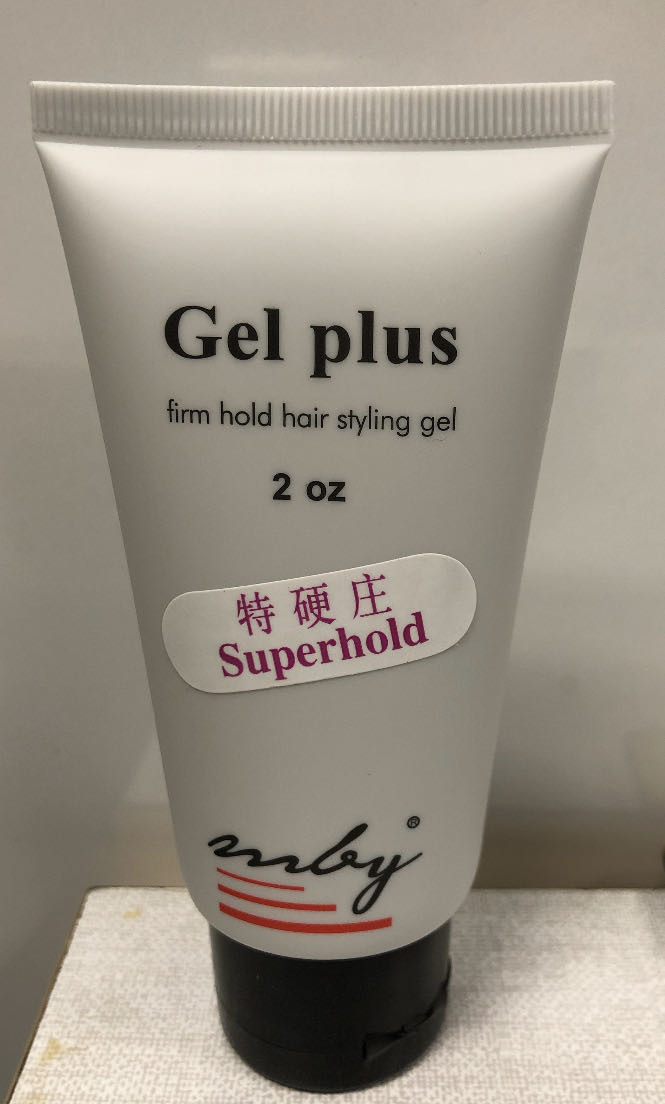 Gel plus
firm hold hair styling gel
2 oz
特硬庄
Superhold
mby®